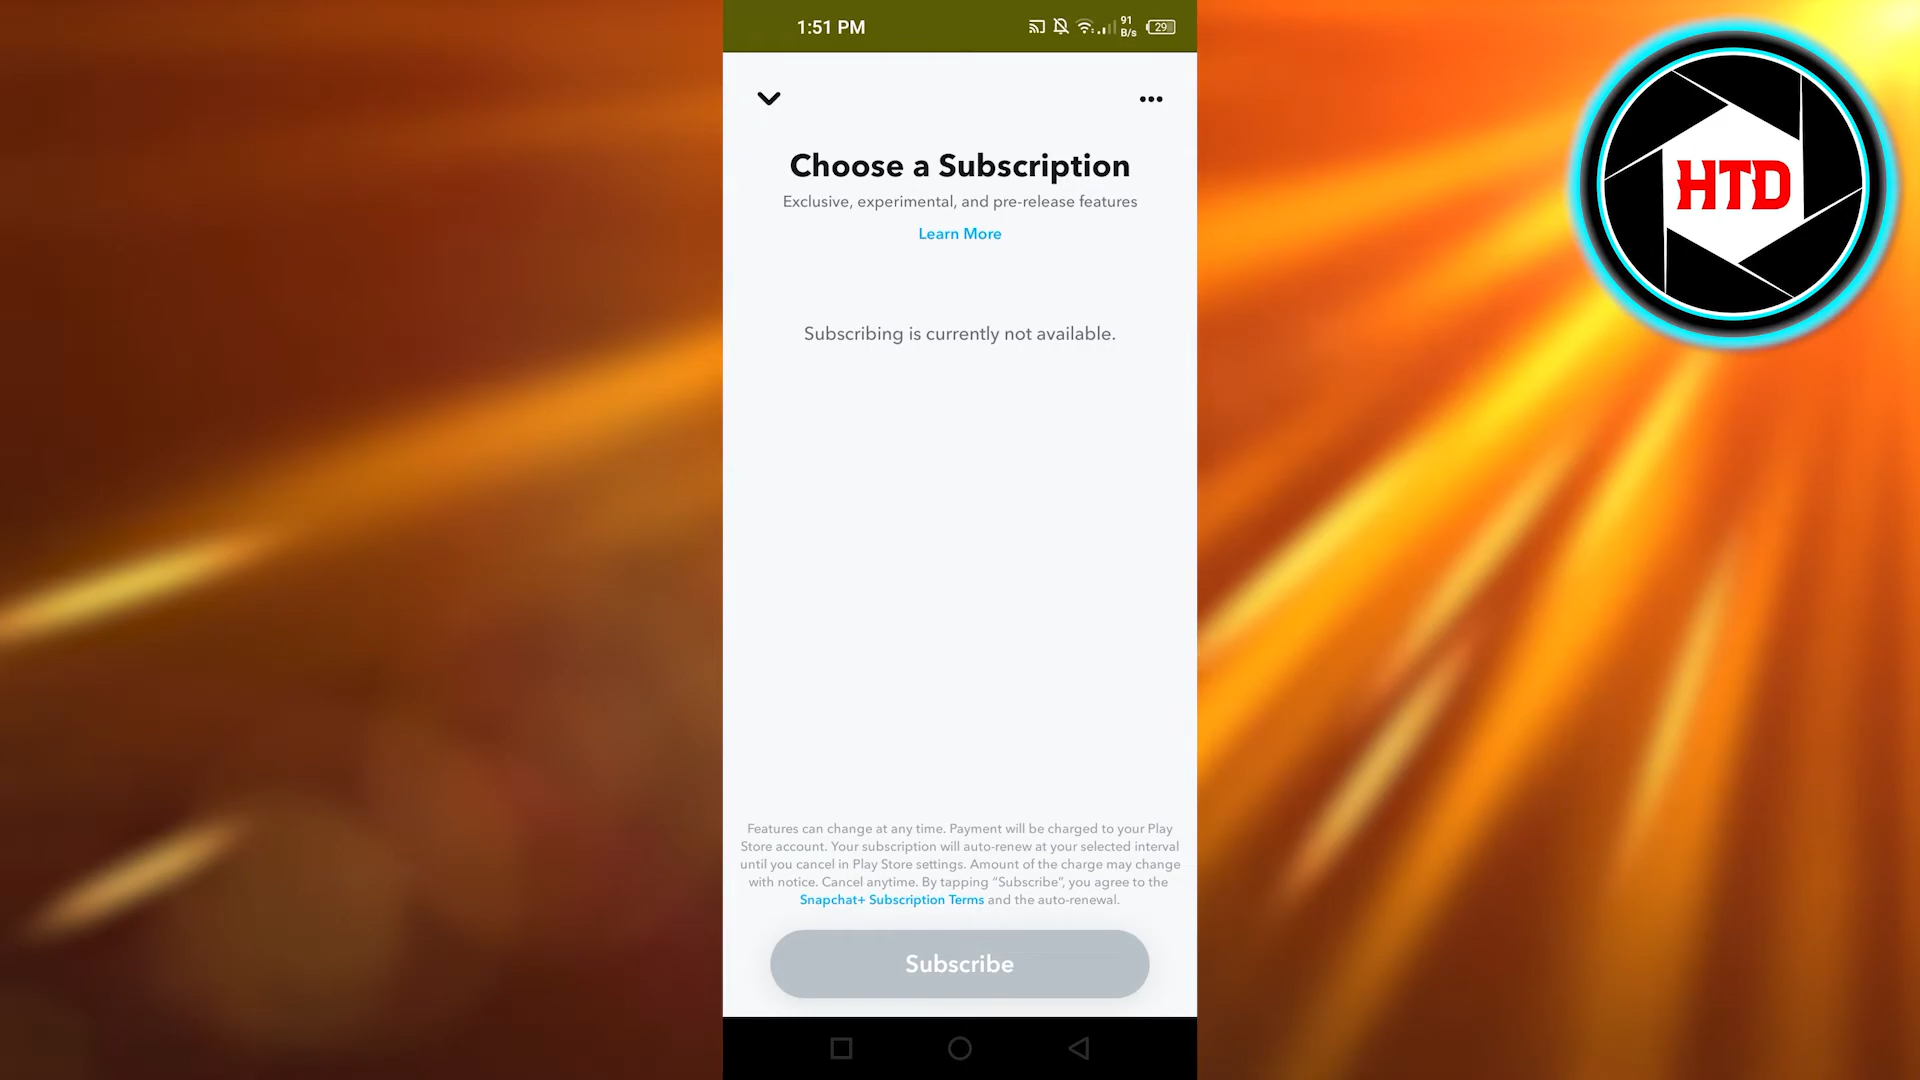 1:51 PM
91
B/s
29
HTD
Choose a Subscription
Exclusive, experimental, and pre-release features
Learn More
Subscribing is currently not available.
Features can change at any time. Payment will be charged to your Play
Store account. Your subscription will auto-renew at your selected interval
until you cancel in Play Store settings. Amount of the charge may change
with notice. Cancel anytime. By tapping “Subscribe”, you agree to the
Snapchat+ Subscription Terms and the auto-renewal.
Subscribe